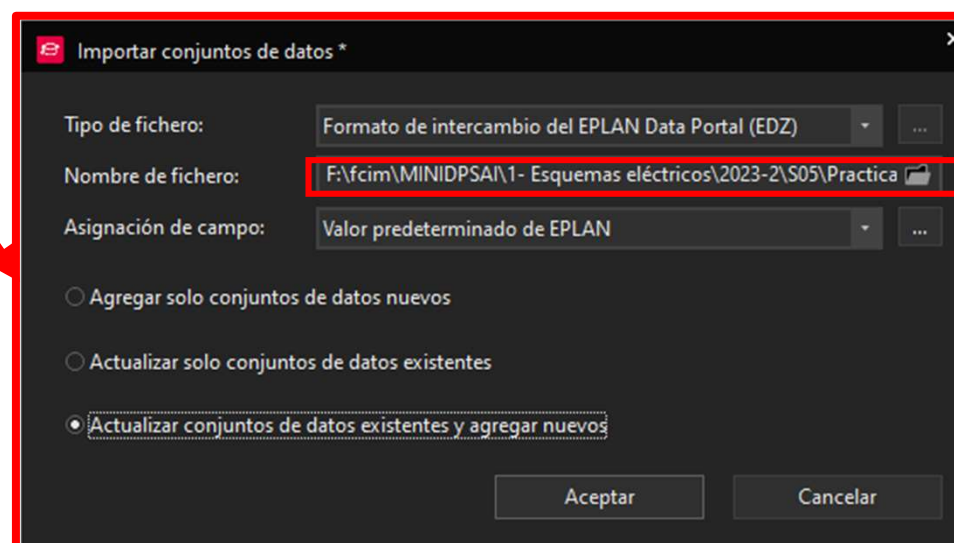 Importar conjuntos de datos *
Tipo de fichero: Formato de intercambio del EPLAN Data Portal (EDZ) ...
Nombre de fichero: F:\fcim\MINIDPSAI\1- Esquemas eléctricos\2023-2\S05\Practica
Asignación de campo: Valor predeterminado de EPLAN ...
Agregar solo conjuntos de datos nuevos
Actualizar solo conjuntos de datos existentes
Actualizar conjuntos de datos existentes y agregar nuevos
Aceptar Cancelar